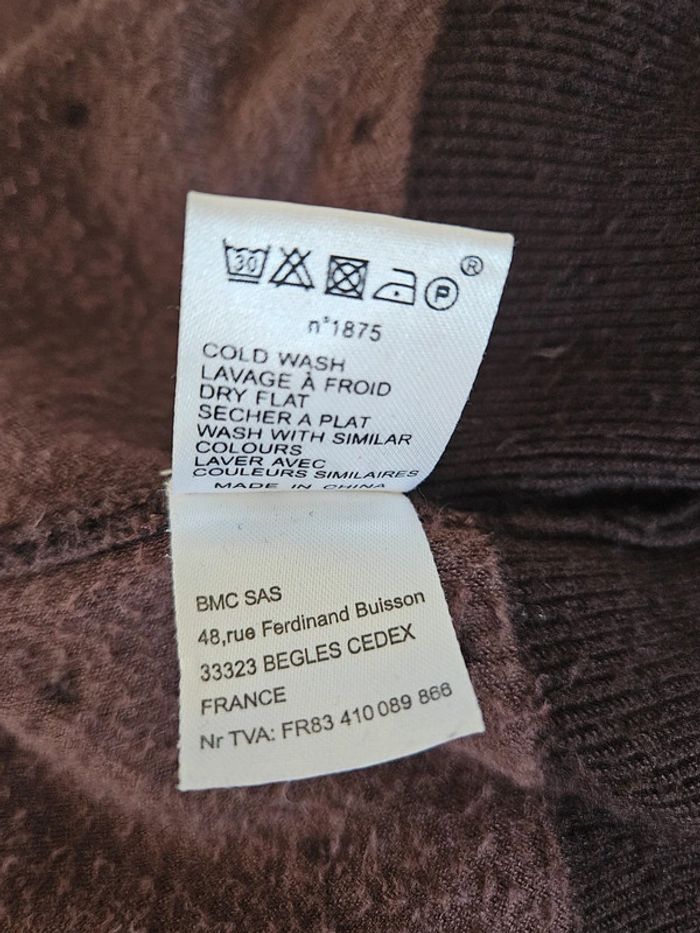 30 P ®
n°1875
COLD WASH
LAVAGE À FROID
DRY FLAT
SECHER A PLAT
WASH WITH SIMILAR
COLOURS
LAVER AVEC
COULEURS SIMILAIRES
MADE IN CHINA
BMC SAS
48,rue Ferdinand Buisson
33323 BEGLES CEDEX
FRANCE
Nr TVA: FR83 410 089 866